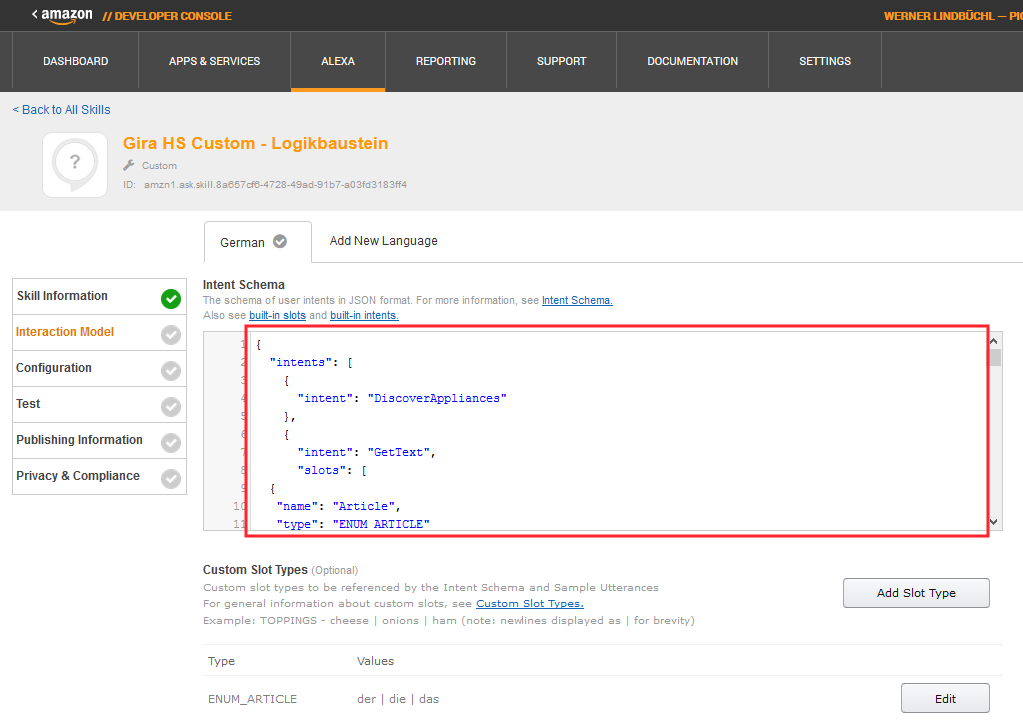 < amazon // DEVELOPER CONSOLE WERNER LINDBÜCHL —
DASHBOARD APPS & SERVICES ALEXA REPORTING SUPPORT DOCUMENTATION SETTINGS
< Back to All Skills
?
Gira HS Custom - Logikbaustein
Custom
ID: amzn1.ask.skill.8a657cf6-4728-49ad-91b7-a03fd3183ff4
German Add New Language
Skill Information
Interaction Model
Configuration
Test
Publishing Information
Privacy & Compliance
Intent Schema
The schema of user intents in JSON format. For more information, see Intent Schema.
Also see built-in slots and built-in intents.
1 {
2 "intents": [
3 {
4 "intent": "DiscoverAppliances"
5 },
6 {
7 "intent": "GetText",
8 "slots": [
9 {
10 "name": "Article",
11 "type": "ENUM_ARTICLE"
Custom Slot Types (Optional)
Custom slot types to be referenced by the Intent Schema and Sample Utterances
For general information about custom slots, see Custom Slot Types.
Example: TOPPINGS - cheese | onions | ham (note: newlines displayed as | for brevity)
Add Slot Type
Type Values
ENUM_ARTICLE der | die | das
Edit